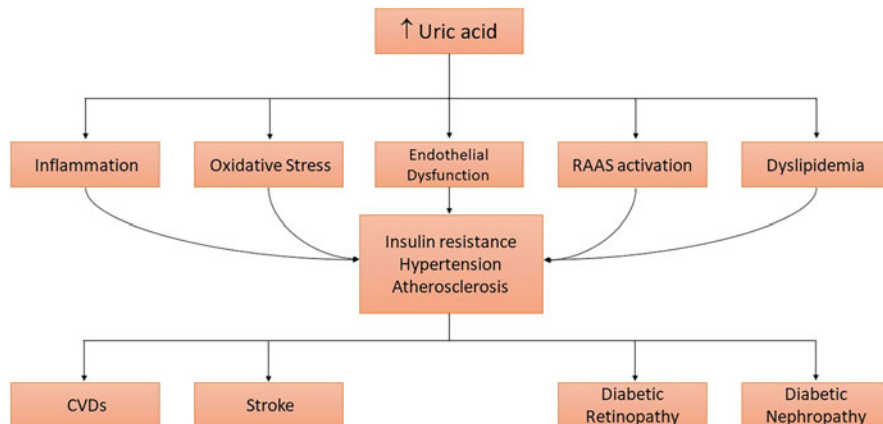 ↑ Uric acid
Inflammation
Oxidative Stress
Endothelial
Dysfunction
RAAS activation
Dyslipidemia
Insulin resistance
Hypertension
Atherosclerosis
CVDs
Stroke
Diabetic
Retinopathy
Diabetic
Nephropathy